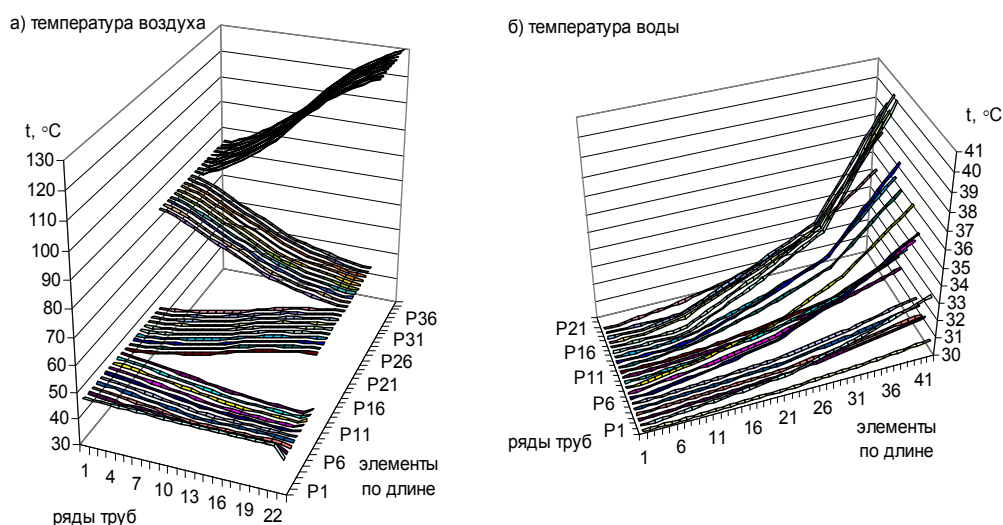 а) температура воздуха
t, °C
130
120
110
100
90
80
70
60
50
40
30
1 4 7 10 13 16 19 22
ряды труб
P1
P6
P11
P16
P21
P26
P31
P36
элементы
по длине
б) температура воды
t, °C
41
40
39
38
37
36
35
34
33
32
31
30
P21
P16
P11
P6
P1
ряды труб
1 6 11 16 21 26 31 36 41
элементы
по длине